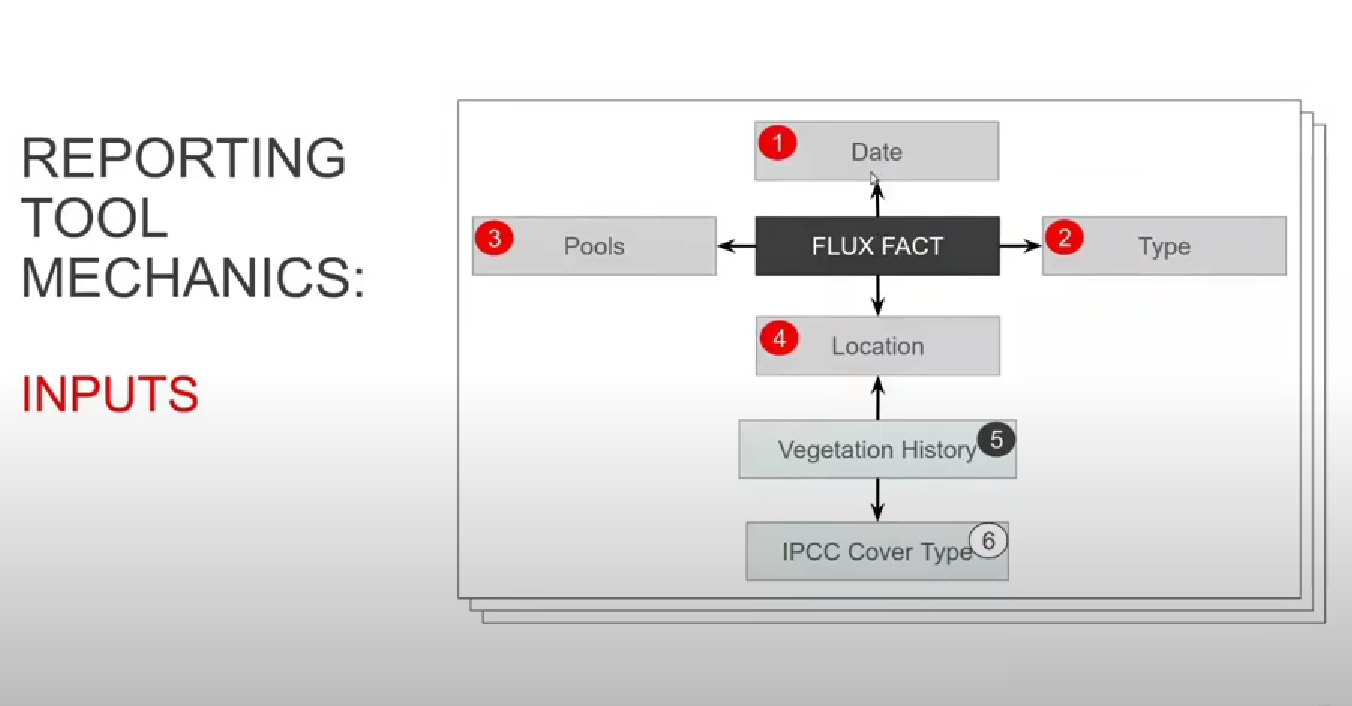 REPORTING
TOOL
MECHANICS:
INPUTS
1
Date
3
Pools
FLUX FACT
2
Type
4
Location
Vegetation History
5
IPCC Cover Type
6